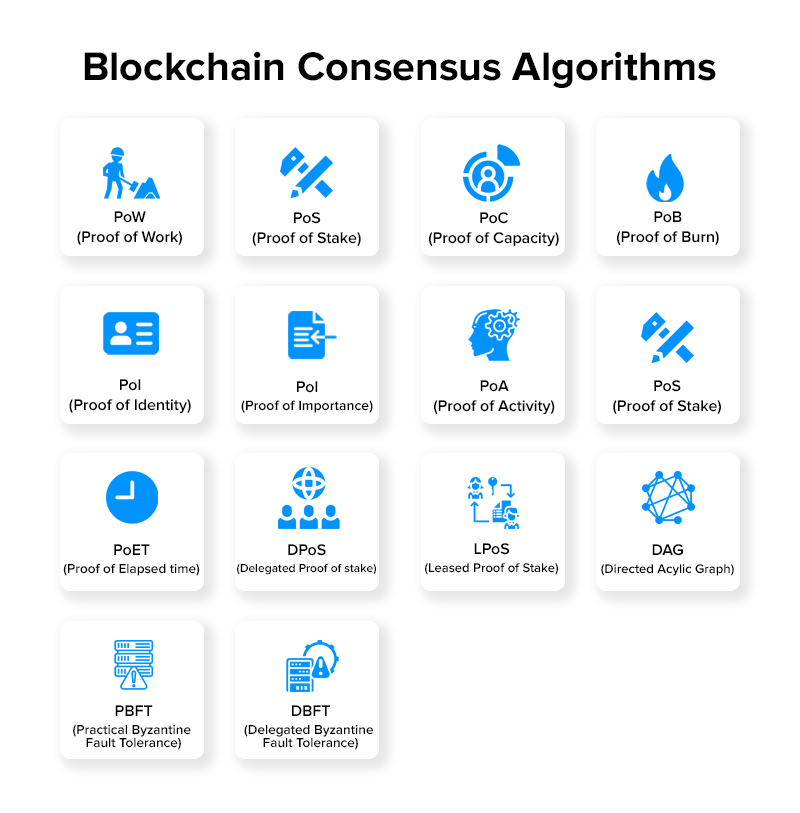 Blockchain Consensus Algorithms
PoW
(Proof of Work)
PoS
(Proof of Stake)
PoC
(Proof of Capacity)
PoB
(Proof of Burn)
PoI
(Proof of Identity)
PoI
(Proof of Importance)
PoA
(Proof of Activity)
PoS
(Proof of Stake)
PoET
(Proof of Elapsed time)
DPoS
(Delegated Proof of stake)
LPoS
(Leased Proof of Stake)
DAG
(Directed Acylic Graph)
PBFT
(Practical Byzantine
Fault Tolerance)
DBFT
(Delegated Byzantine
Fault Tolerance)